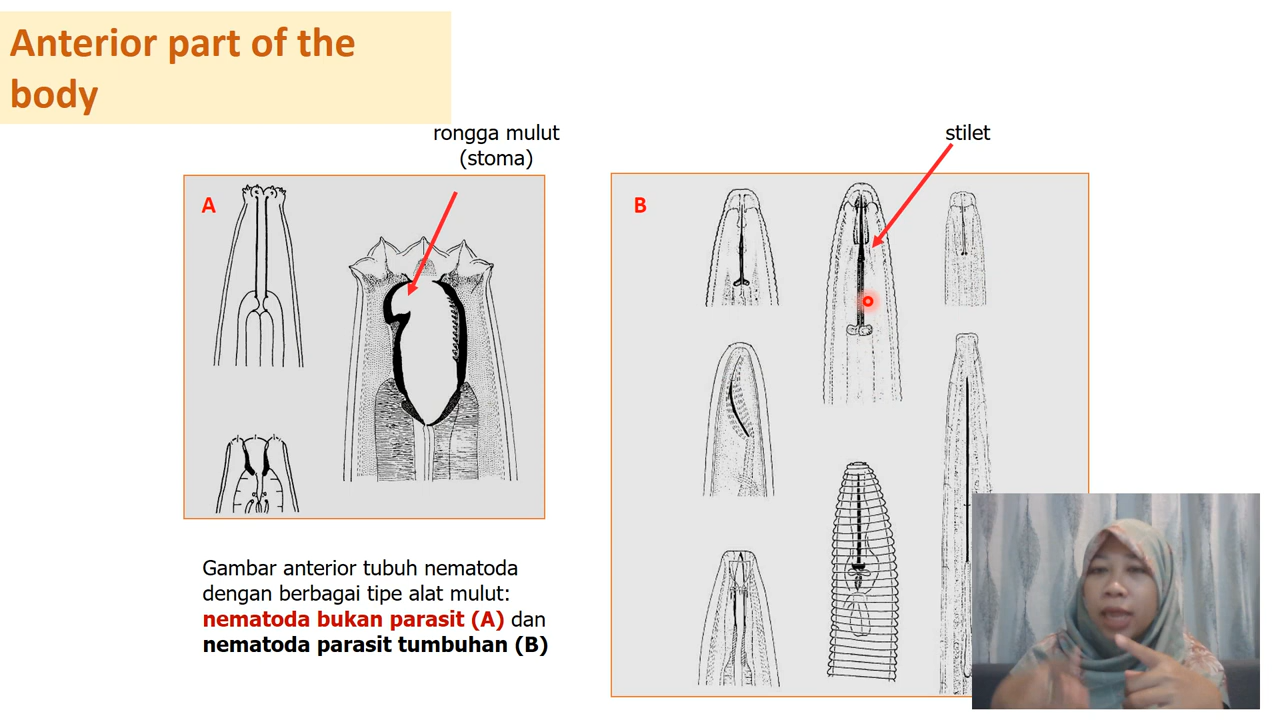 Anterior part of the
body
rongga mulut
(stoma)
stilet
A
B
Gambar anterior tubuh nematoda
dengan berbagai tipe alat mulut:
nematoda bukan parasit (A) dan
nematoda parasit tumbuhan (B)